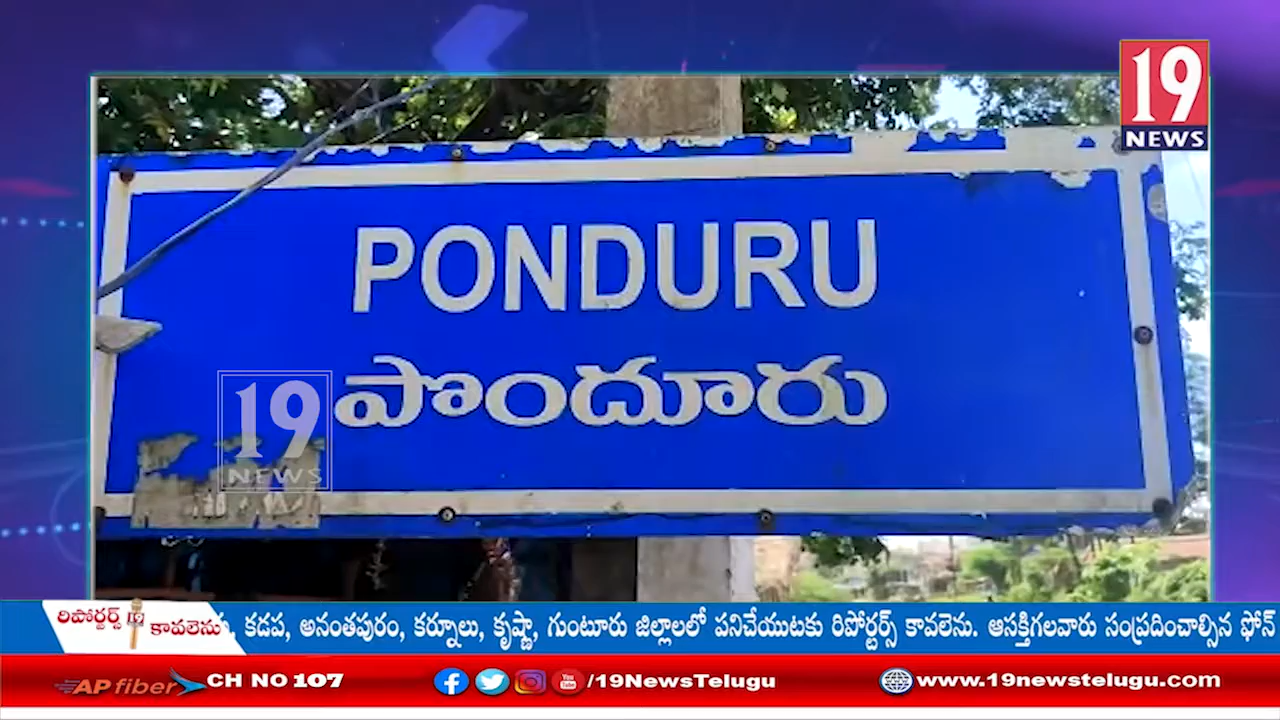 19
NEWS
PONDURU
పొందూరు
19
NEWS
రిపోర్టర్స్ 19 కావలెను
, కడప, అనంతపురం, కర్నూలు, కృష్ణా, గుంటూరు జిల్లాలలో పనిచేయుటకు రిపోర్టర్స్ కావలెను. ఆసక్తిగలవారు సంప్రదించాల్సిన ఫోన్
AP fiber CH NO 107 /19NewsTelugu www.19newstelugu.com